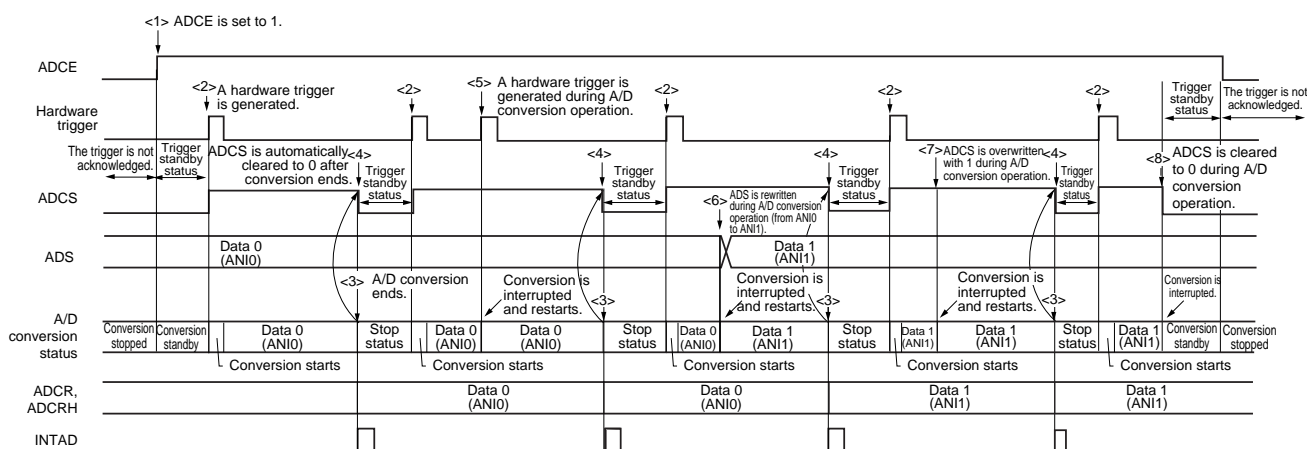 <1> ADCE is set to 1.
ADCE
<2> A hardware trigger
is generated.
<2>
<5> A hardware trigger is
generated during A/D
conversion operation.
<2>
<2>
<2>
Trigger
standby
status
The trigger is not
acknowledged.
Hardware
trigger
The trigger is not
acknowledged.
Trigger
standby
status
ADCS is automatically
cleared to 0 after
conversion ends.
<4>
Trigger
standby
status
<4>
Trigger
standby
status
<4>
Trigger
standby
status
<7> ADCS is overwritten
with 1 during A/D
conversion operation.
<4>
Trigger
standby
status
<8> ADCS is cleared
to 0 during A/D
conversion
operation.
ADCS
<6> ADS is rewritten
during A/D conversion
operation (from ANI0
to ANI1).
ADS
Data 0
(ANI0)
Data 1
(ANI1)
<3> A/D conversion
ends.
Conversion is
interrupted
and restarts.
<3>
Conversion is
interrupted
and restarts.
<3>
Conversion is
interrupted
and restarts.
<3>
Conversion is
interrupted.
A/D
conversion
status
Conversion
stopped
Conversion
standby
Data 0
(ANI0)
Stop
status
Data 0
(ANI0)
Data 0
(ANI0)
Stop
status
Data 0
(ANI0)
Data 1
(ANI1)
Stop
status
Data 1
(ANI1)
Data 1
(ANI1)
Stop
status
Data 1
(ANI1)
Conversion
standby
Conversion
stopped
Conversion starts
Conversion starts
Conversion starts
Conversion starts
Conversion starts
ADCR,
ADCRH
Data 0
(ANI0)
Data 0
(ANI0)
Data 1
(ANI1)
Data 1
(ANI1)
INTAD